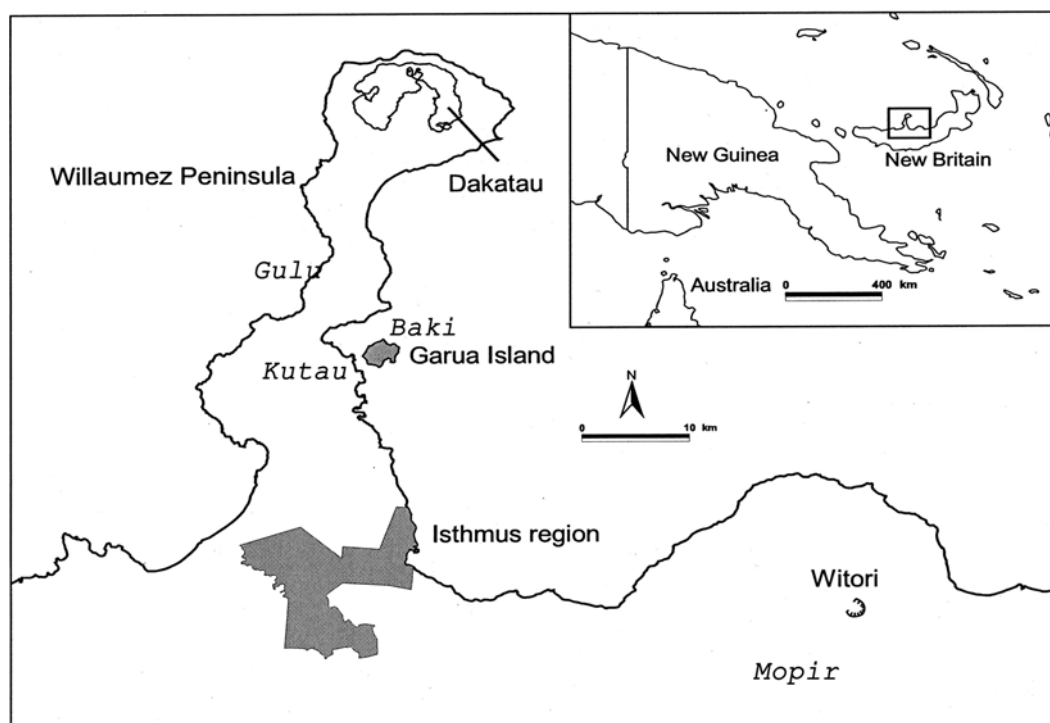 Willaumez Peninsula
Dakatau
Gulu
Baki
Garua Island
Kutau
N
0 10 km
Isthmus region
Witori
Mopir
New Guinea
New Britain
Australia
0 400 km